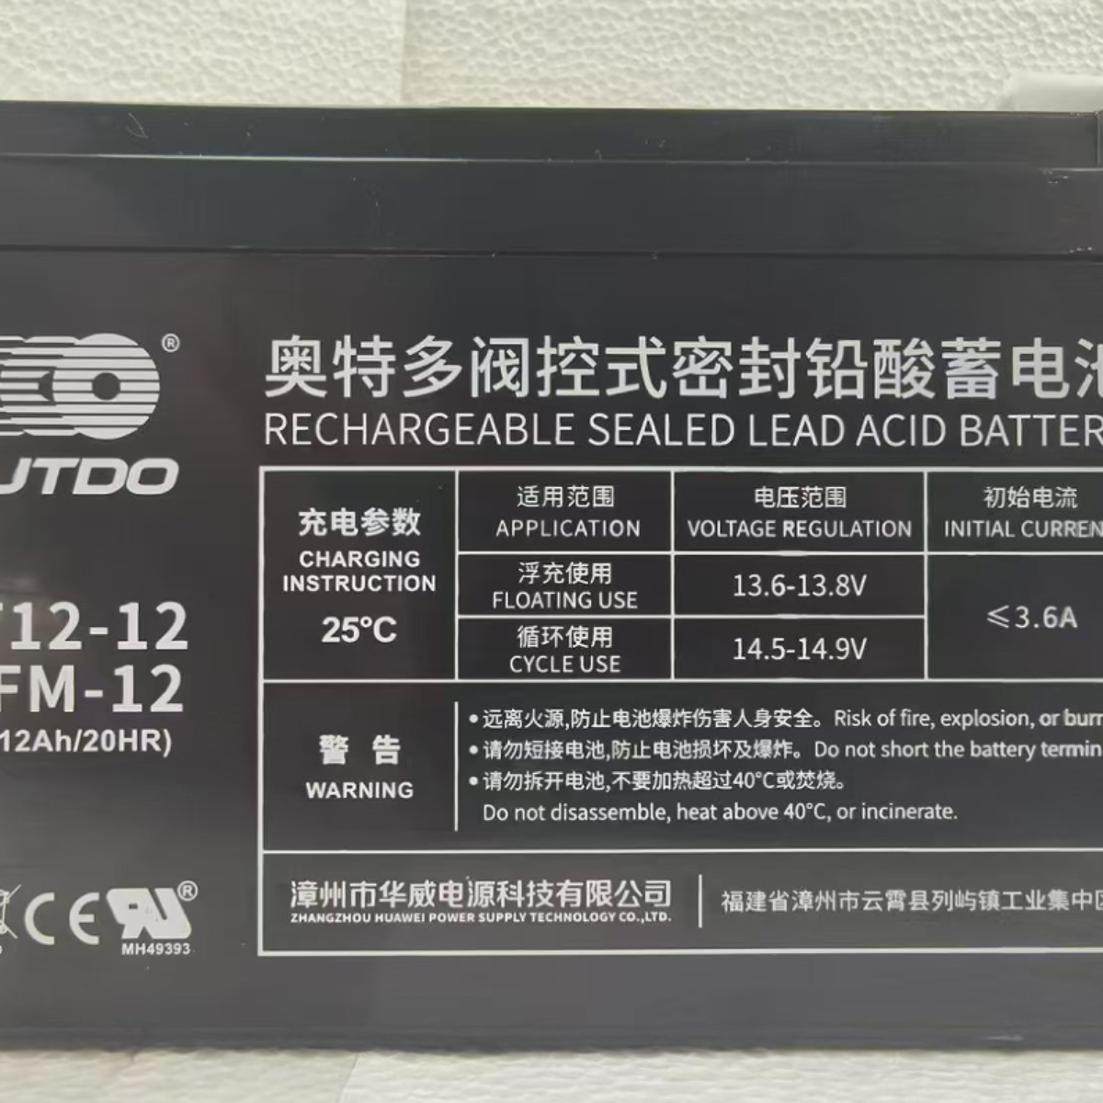 ®
UTDO
12-12
FM-12
12Ah/20HR)
CE
®
MH49393
奥特多阀控式密封铅酸蓄电池
RECHARGEABLE SEALED LEAD ACID BATTER
充电参数
CHARGING
INSTRUCTION
25°C
适用范围
APPLICATION
电压范围
VOLTAGE REGULATION
初始电流
INITIAL CURREN
浮充使用
FLOATING USE
13.6-13.8V
≤3.6A
循环使用
CYCLE USE
14.5-14.9V
警 告
WARNING
•远离火源,防止电池爆炸伤害人身安全。Risk of fire, explosion, or burn
•请勿短接电池,防止电池损坏及爆炸。Do not short the battery termin
•请勿拆开电池,不要加热超过40°C或焚烧。
Do not disassemble, heat above 40°C, or incinerate.
漳州市华威电源科技有限公司
ZHANGZHOU HUAWEI POWER SUPPLY TECHNOLOGY CO.,LTD.
福建省漳州市云霄县列屿镇工业集中区